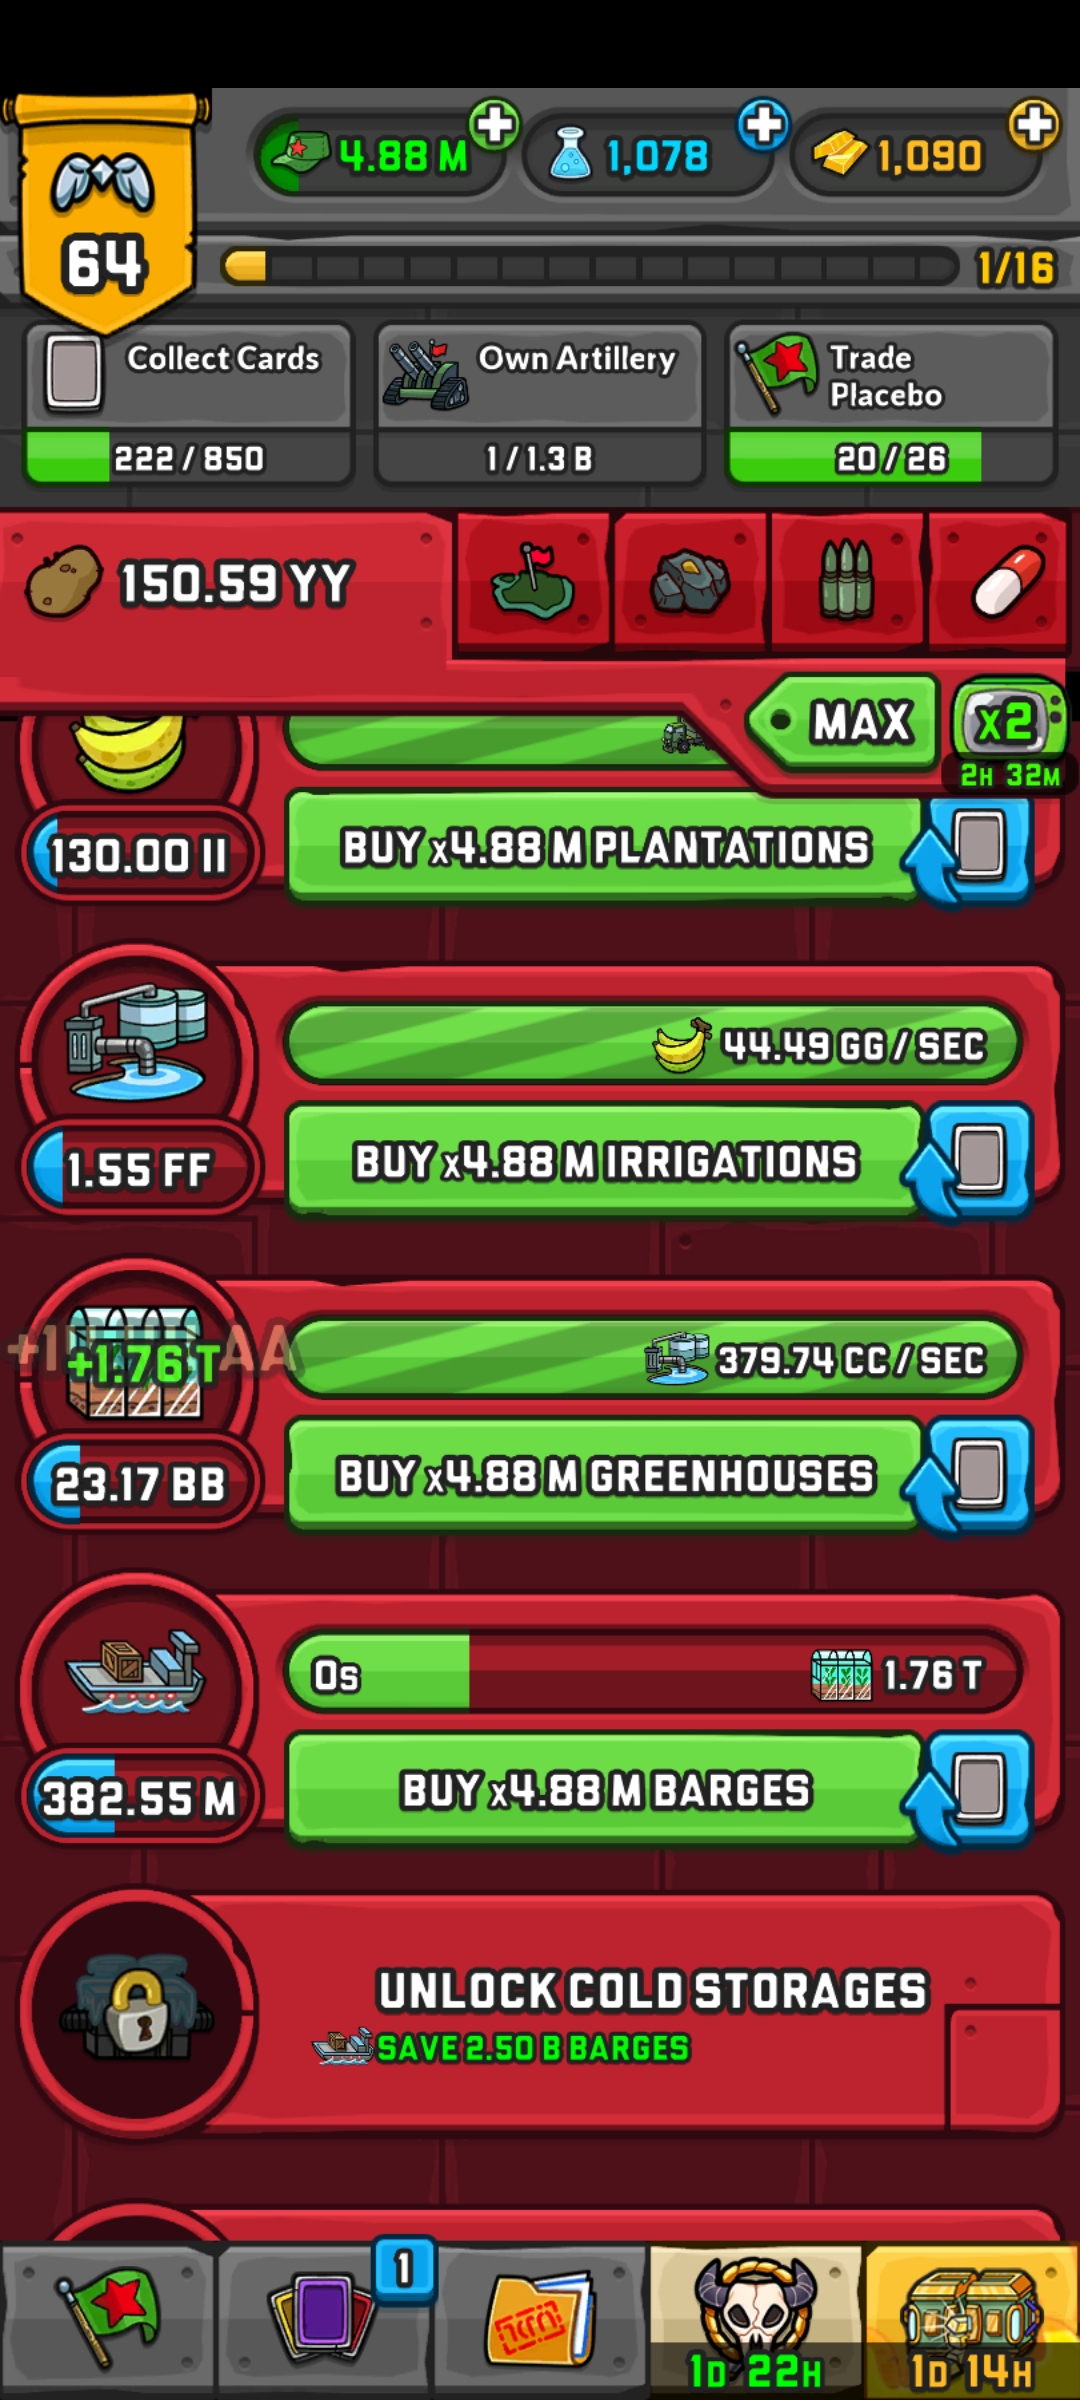 4.88 M
1,078
1,090
64
1/16
Collect Cards
222 / 850
Own Artillery
1 / 1.3 B
Trade
Placebo
20 / 26
150.59 YY
MAX
x2
2H 32M
130.00 II
BUY x4.88 M PLANTATIONS
44.49 GG / SEC
1.55 FF
BUY x4.88 M IRRIGATIONS
+1.76 T
379.74 CC / SEC
23.17 BB
BUY x4.88 M GREENHOUSES
0s
1.76 T
382.55 M
BUY x4.88 M BARGES
UNLOCK COLD STORAGES
SAVE 2.50 B BARGES
1
1D 22H
1D 14H